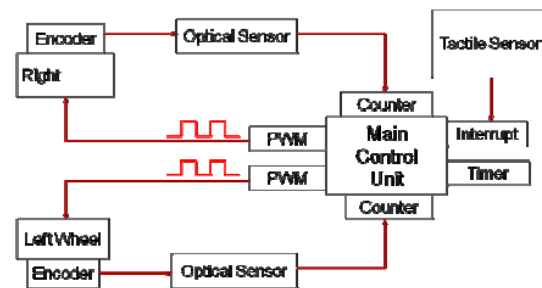 Encoder
Optical Sensor
Tactile Sensor
Right
Counter
PWM
Main
Control
Unit
Interrupt
PWM
Timer
Counter
Left Wheel
Encoder
Optical Sensor